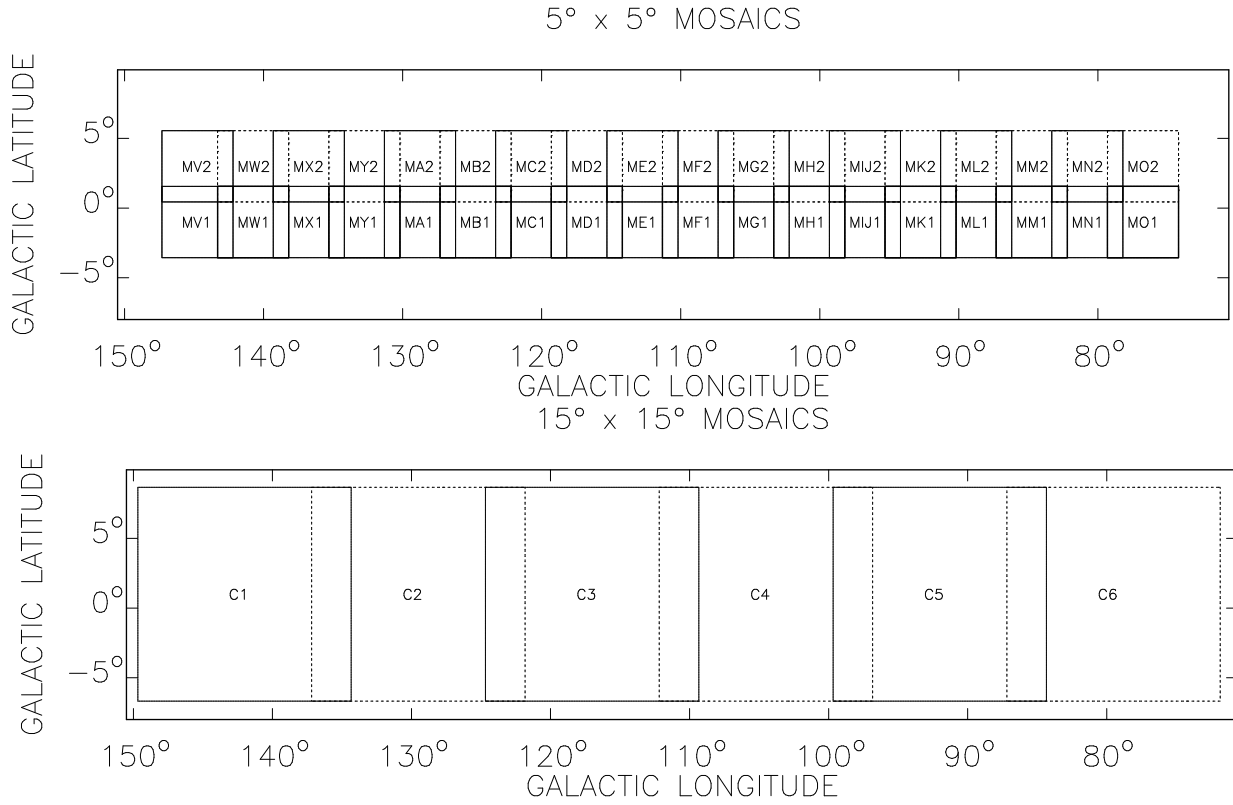 5° x 5° MOSAICS
GALACTIC LATITUDE
5°
0°
−5°
MV2 MW2 MX2 MY2 MA2 MB2 MC2 MD2 ME2 MF2 MG2 MH2 MIJ2 MK2 ML2 MM2 MN2 MO2
MV1 MW1 MX1 MY1 MA1 MB1 MC1 MD1 ME1 MF1 MG1 MH1 MIJ1 MK1 ML1 MM1 MN1 MO1
150° 140° 130° 120° 110° 100° 90° 80°
GALACTIC LONGITUDE
15° x 15° MOSAICS
GALACTIC LATITUDE
5°
0°
−5°
C1 C2 C3 C4 C5 C6
150° 140° 130° 120° 110° 100° 90° 80°
GALACTIC LONGITUDE